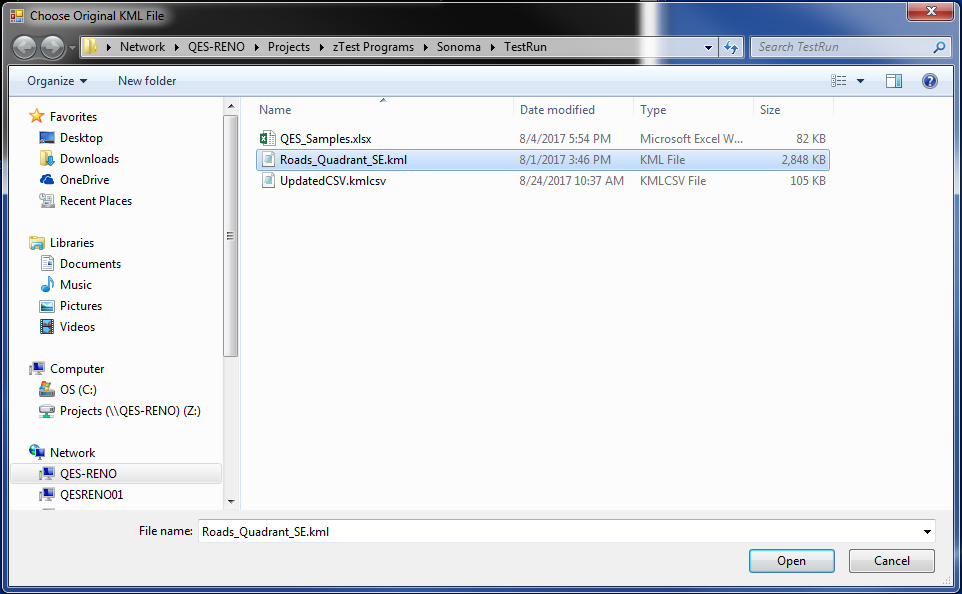 Choose Original KML File
Network QES-RENO Projects zTest Programs Sonoma TestRun Search TestRun
Organize New folder
Name Date modified Type Size
QES_Samples.xlsx 8/4/2017 5:54 PM Microsoft Excel W... 82 KB
Roads_Quadrant_SE.kml 8/1/2017 3:46 PM KML File 2,848 KB
UpdatedCSV.kmlcsv 8/24/2017 10:37 AM KMLCSV File 105 KB
Favorites
Desktop
Downloads
OneDrive
Recent Places
Libraries
Documents
Music
Pictures
Videos
Computer
OS (C:)
Projects (\\QES-RENO) (Z:)
Network
QES-RENO
QESRENO01
File name: Roads_Quadrant_SE.kml
Open Cancel